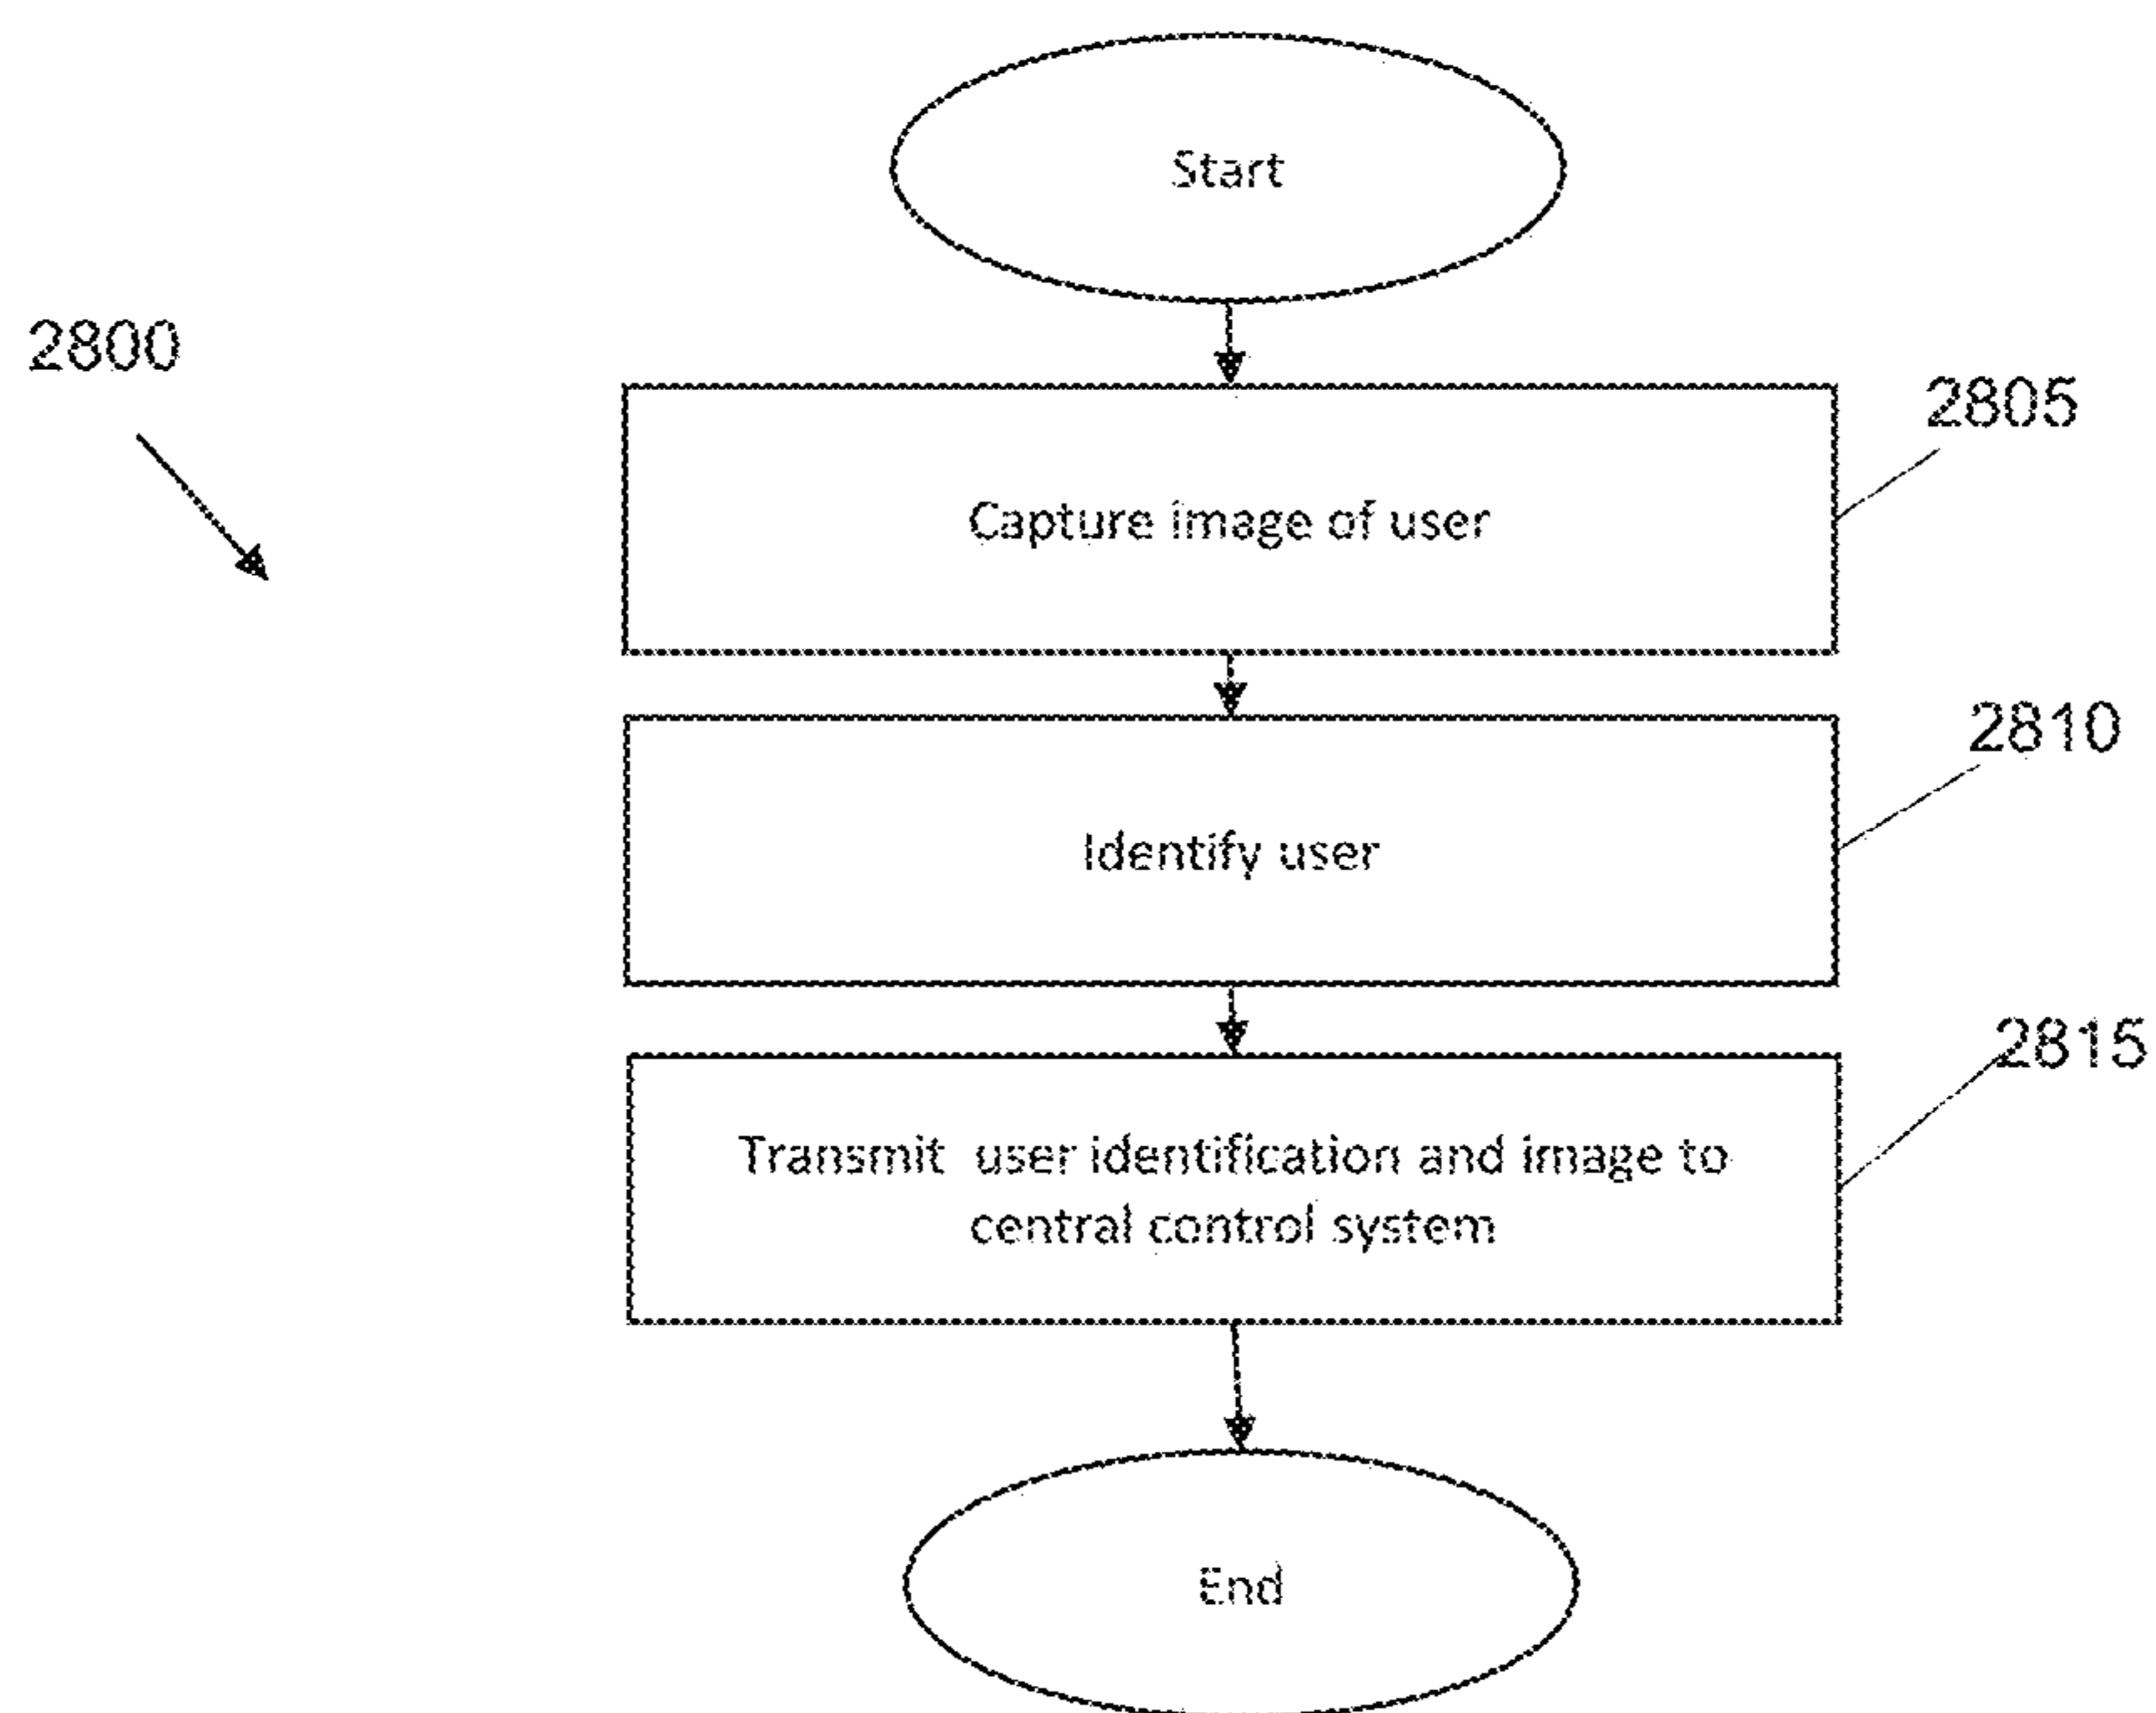 Start
2800
2805
Capture image of user
2810
Identify user
2815
Transmit user identification and image to
central control system
End